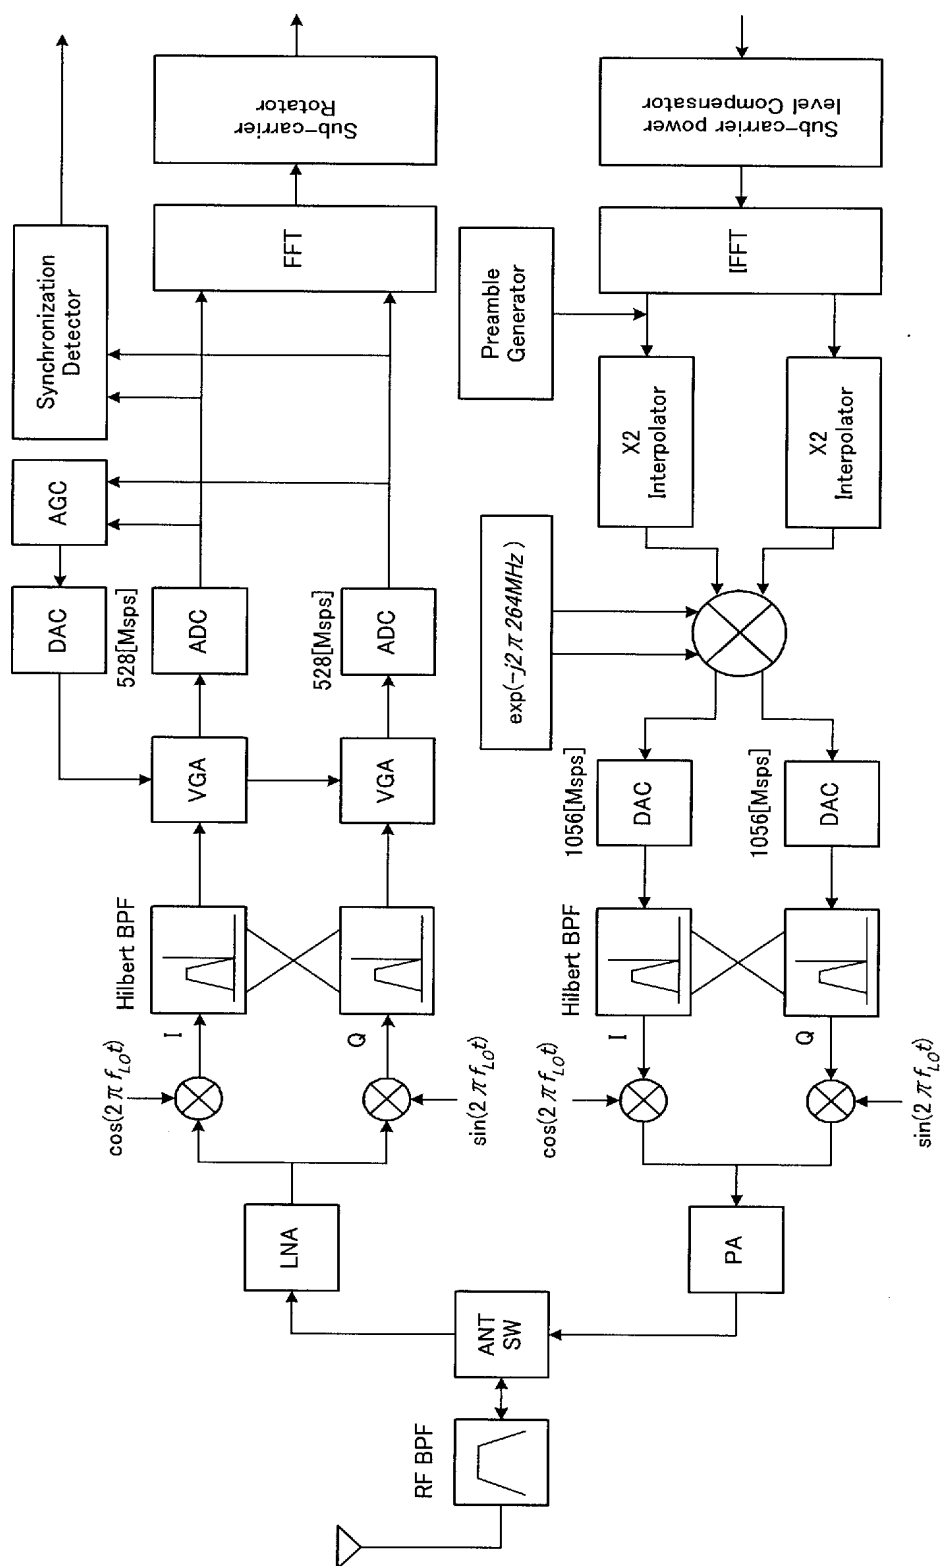 RF BPF
ANT
SW
LNA
cos(2πf_LO t)
sin(2πf_LO t)
I
Q
Hilbert BPF
VGA
VGA
528[Msps]
ADC
528[Msps]
ADC
DAC
AGC
Synchronization
Detector
FFT
Sub-carrier
Rotator
PA
cos(2πf_LO t)
sin(2πf_LO t)
I
Q
Hilbert BPF
1056[Msps]
DAC
1056[Msps]
DAC
exp(-j2π264MHz)
X2
Interpolator
X2
Interpolator
Preamble
Generator
IFFT
Sub-carrier power
level Compensator